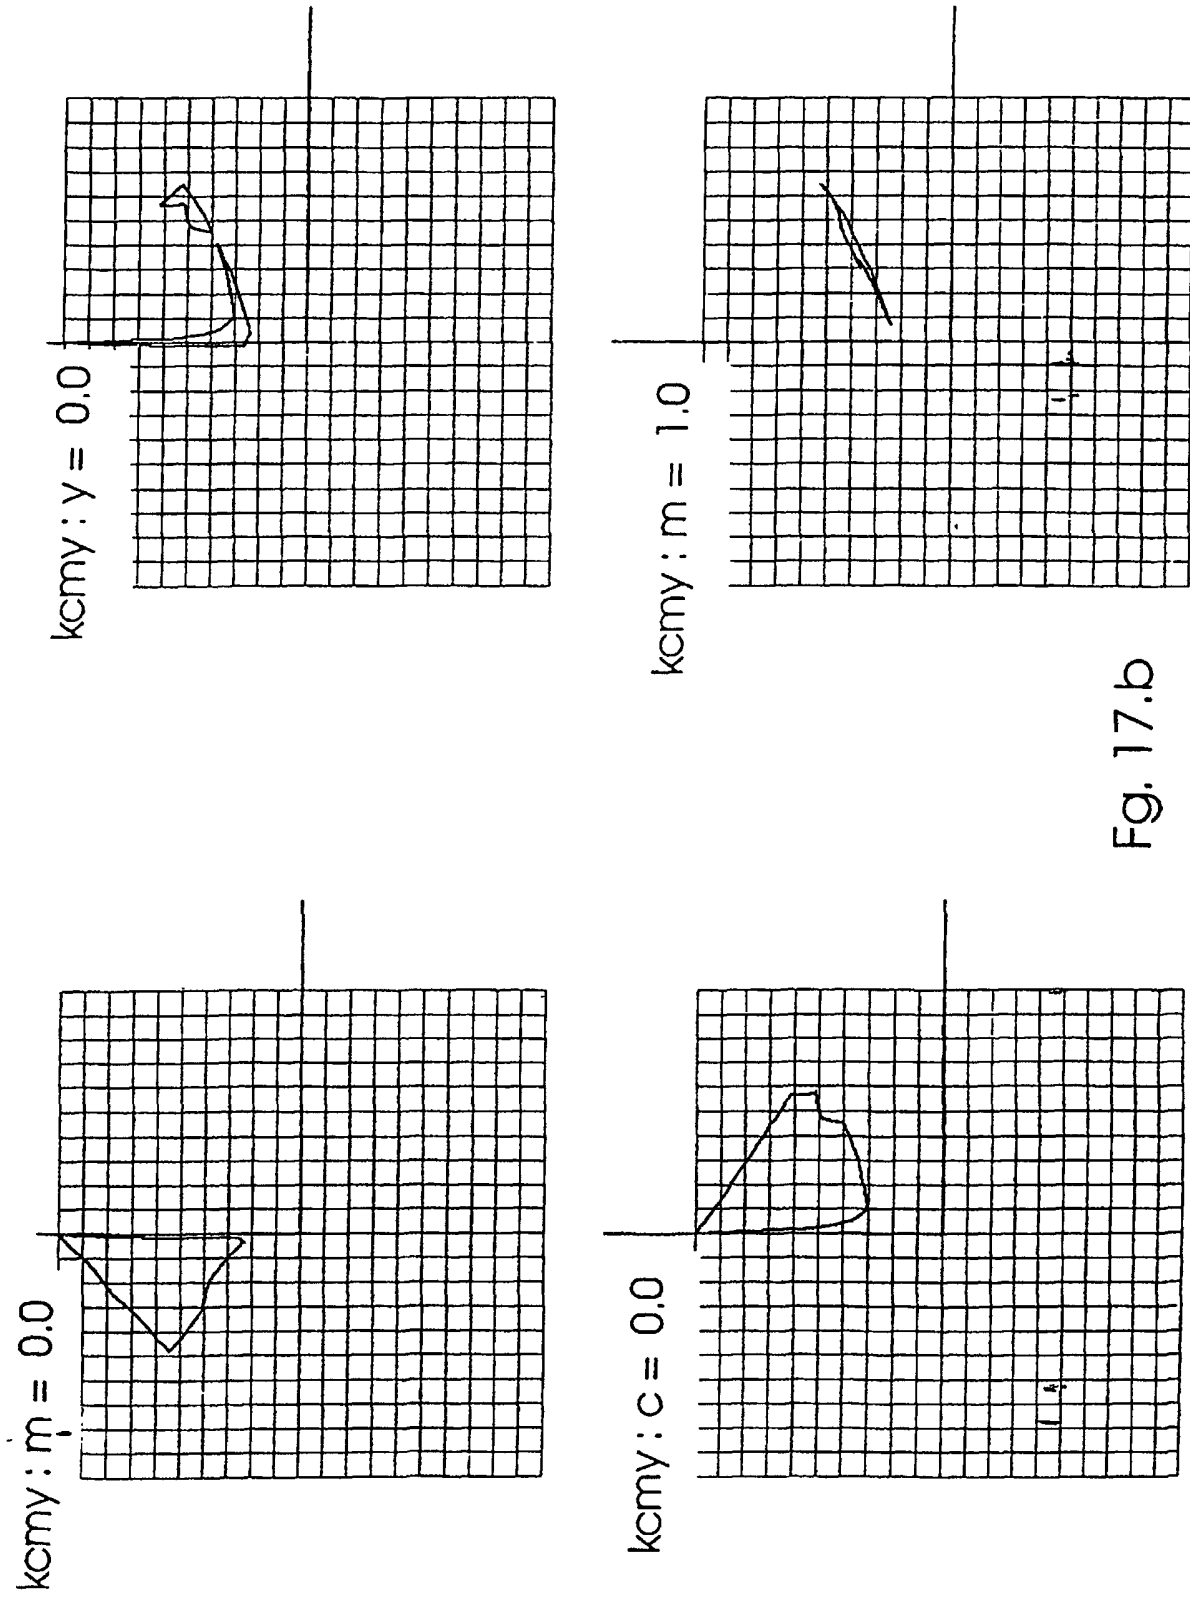 kcmy : m = 0.0
kcmy : y = 0.0
kcmy : c = 0.0
kcmy : m = 1.0
Fg. 17.b